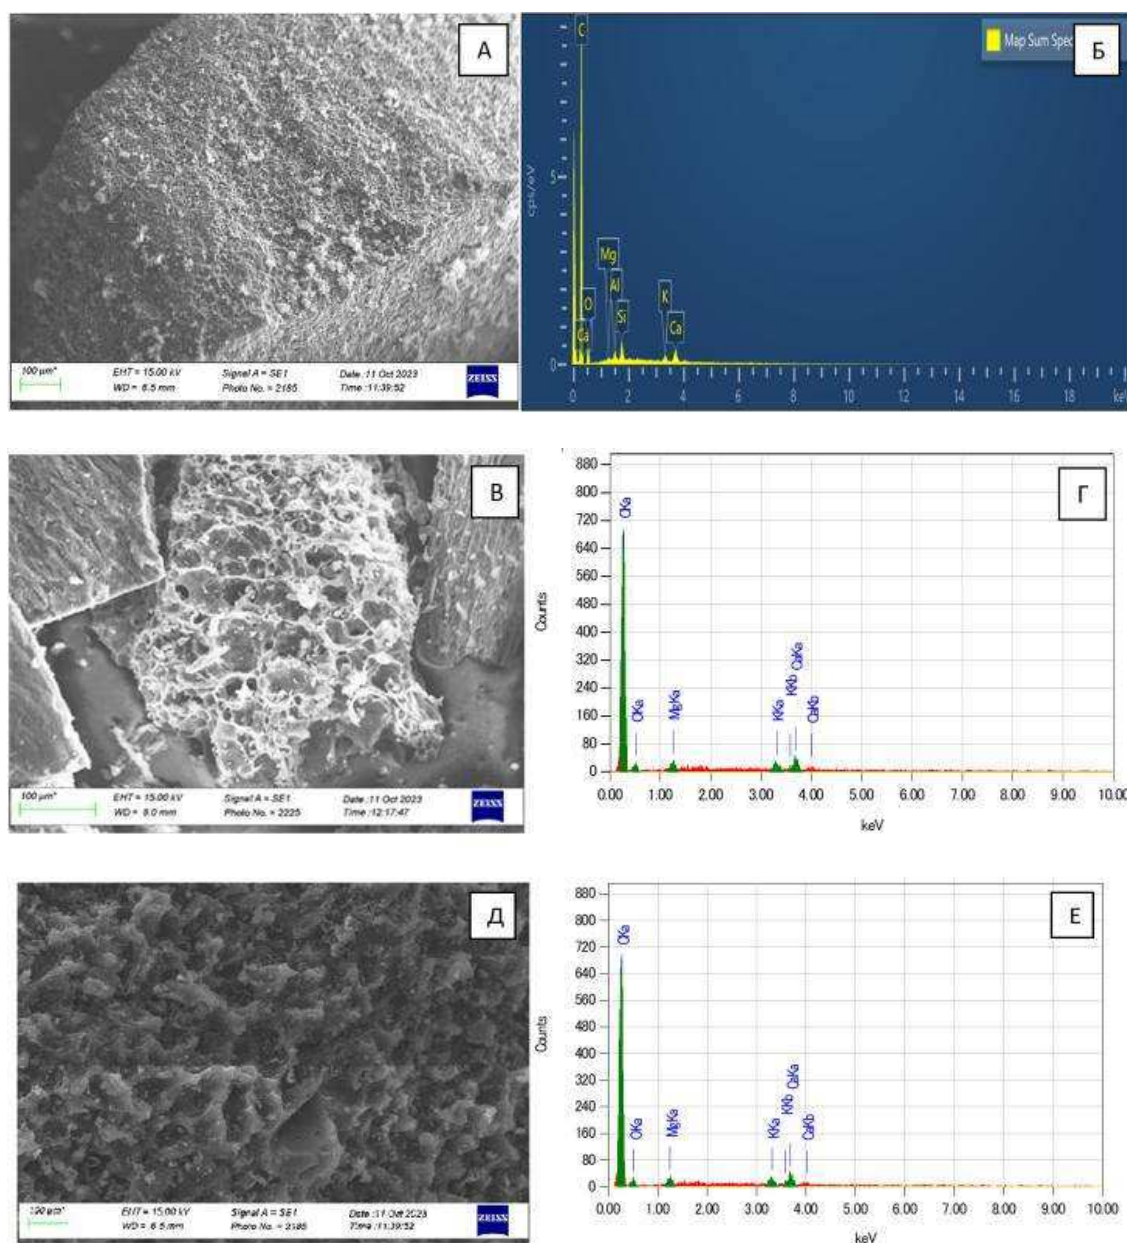 А
100 µm*
EHT = 15.00 kV
WD = 6.5 mm
Signal A = SE1
Photo No. = 2185
Date :11 Oct 2023
Time :11:39:52
ZEISS
Б
Map Sum Spec
C
cps/eV
5
0
Mg
Al
O
Si
Ca
K
Ca
0 2 4 6 8 10 12 14 16 18 keV
В
100 µm*
EHT = 15.00 kV
WD = 8.0 mm
Signal A = SE1
Photo No. = 2225
Date :11 Oct 2023
Time :12:17:47
ZEISS
Г
Counts
880
800
720
640
560
480
400
320
240
160
80
0
CKa
OKa
MgKa
KKa
KKb
CaKa
CaKb
0.00 1.00 2.00 3.00 4.00 5.00 6.00 7.00 8.00 9.00 10.00
keV
Д
100 µm*
EHT = 15.00 kV
WD = 6.5 mm
Signal A = SE1
Photo No. = 2185
Date :11 Oct 2023
Time :11:39:52
ZEISS
Е
Counts
880
800
720
640
560
480
400
320
240
160
80
0
CKa
OKa
MgKa
KKa
KKb
CaKa
CaKb
0.00 1.00 2.00 3.00 4.00 5.00 6.00 7.00 8.00 9.00 10.00
keV